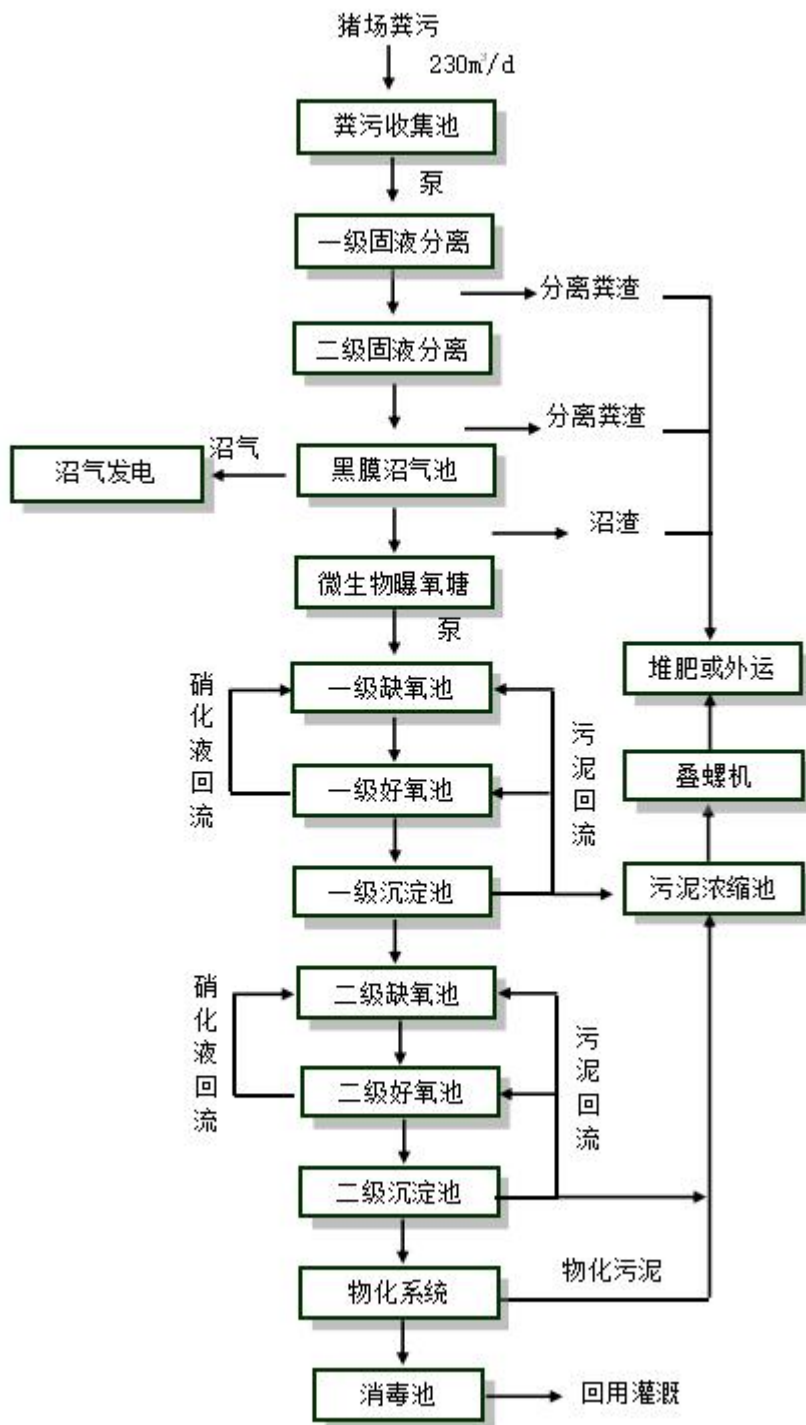 猪场粪污
230m³/d
粪污收集池
泵
一级固液分离
分离粪渣
二级固液分离
分离粪渣
沼气
沼气发电
黑膜沼气池
沼渣
微生物曝氧塘
泵
堆肥或外运
一级缺氧池
硝化液回流
污泥回流
叠螺机
一级好氧池
一级沉淀池
污泥浓缩池
二级缺氧池
硝化液回流
污泥回流
二级好氧池
二级沉淀池
物化系统
物化污泥
消毒池
回用灌溉